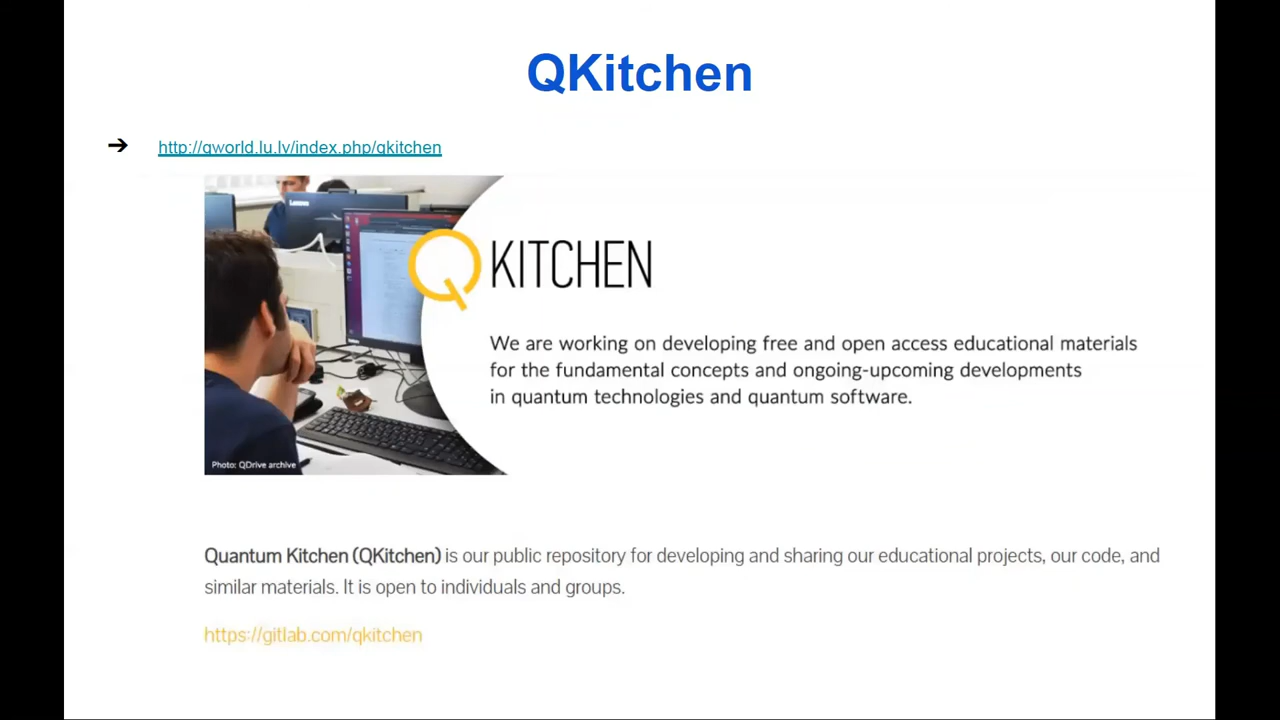 QKitchen
➔ http://qworld.lu.lv/index.php/qkitchen
Lenovo
QKITCHEN
We are working on developing free and open access educational materials
for the fundamental concepts and ongoing-upcoming developments
in quantum technologies and quantum software.
Photo: QDrive archive
Quantum Kitchen (QKitchen) is our public repository for developing and sharing our educational projects, our code, and
similar materials. It is open to individuals and groups.
https://gitlab.com/qkitchen